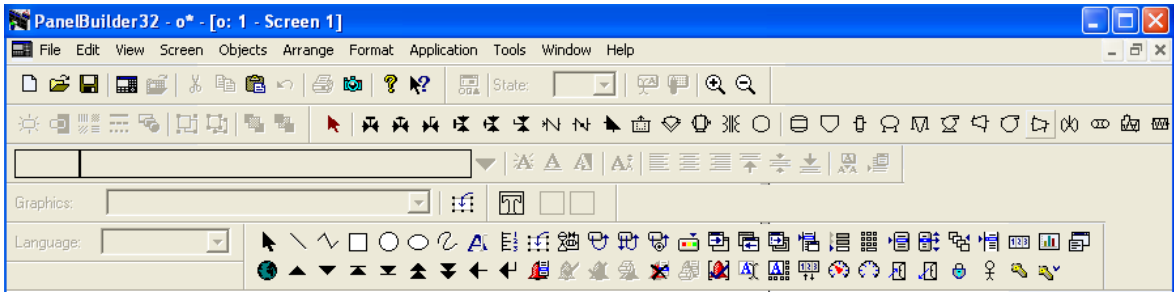 PanelBuilder32 - o* - [o: 1 - Screen 1]
File Edit View Screen Objects Arrange Format Application Tools Window Help
State:
Graphics:
Language: